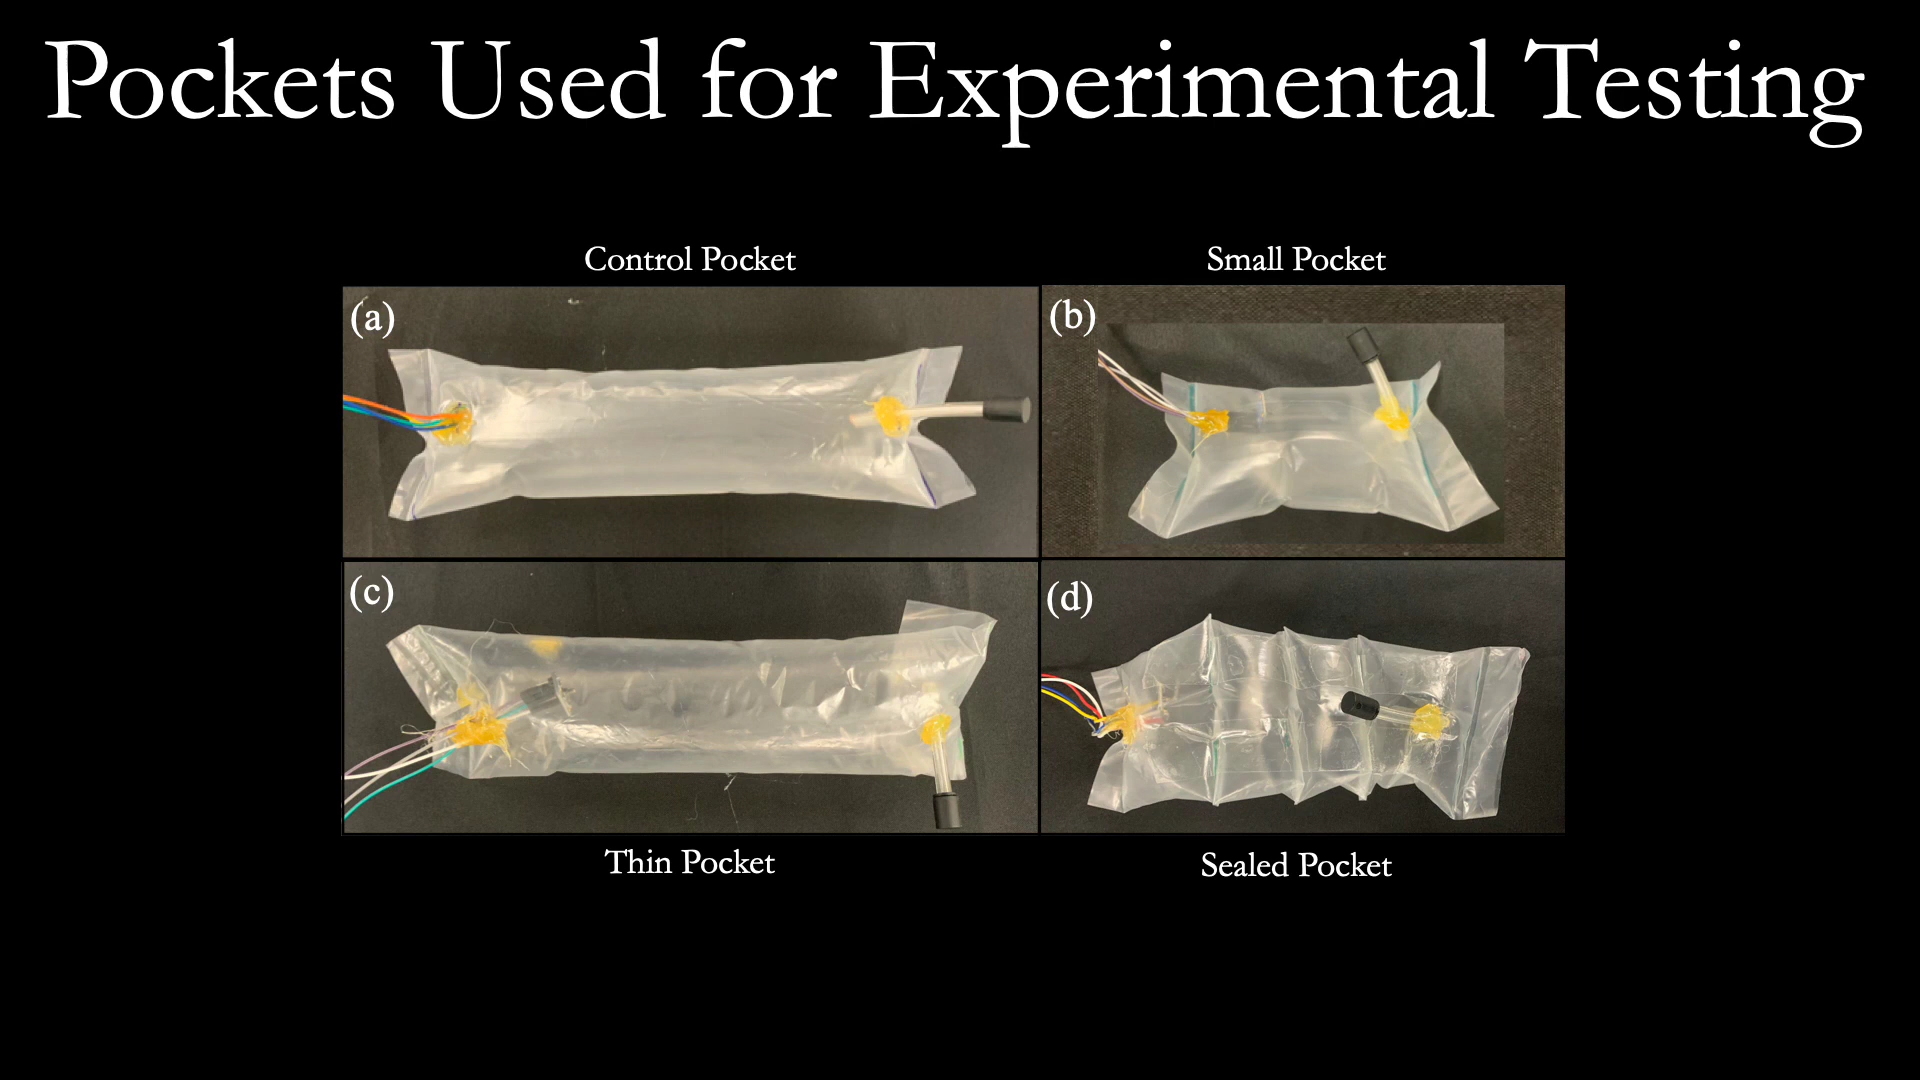 Pockets Used for Experimental Testing
Control Pocket
Small Pocket
(a)
(b)
(c)
(d)
Thin Pocket
Sealed Pocket